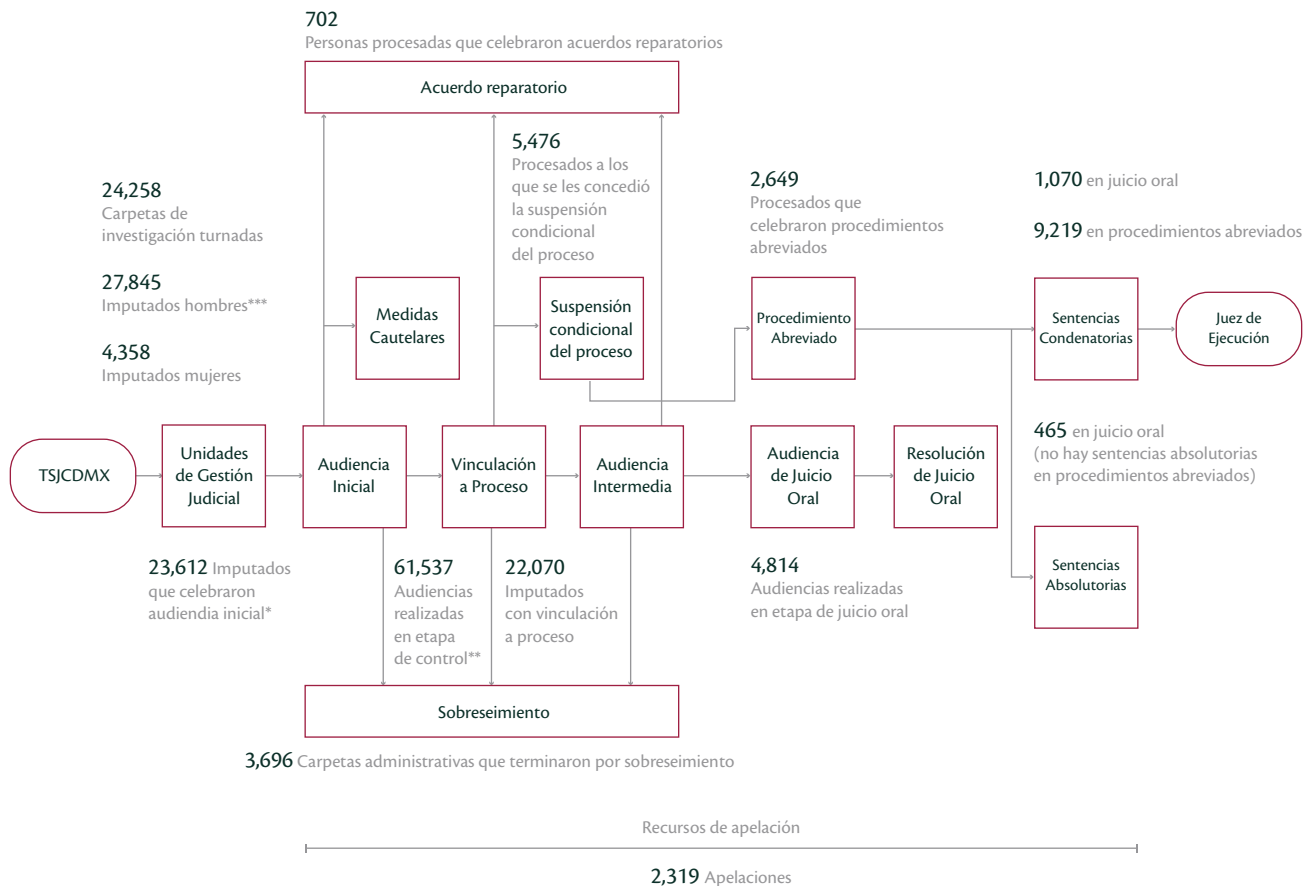 702
Personas procesadas que celebraron acuerdos reparatorios
Acuerdo reparatorio
5,476
Procesados a los
que se les concedió
la suspensión
condicional
del proceso
24,258
Carpetas de
investigación turnadas
27,845
Imputados hombres***
4,358
Imputados mujeres
2,649
Procesados que
celebraron procedimientos
abreviados
1,070 en juicio oral
9,219 en procedimientos abreviados
Medidas
Cautelares
Suspensión
condicional
del proceso
Procedimiento
Abreviado
Sentencias
Condenatorias
Juez de
Ejecución
465 en juicio oral
(no hay sentencias absolutorias
en procedimientos abreviados)
TSJCDMX
Unidades
de Gestión
Judicial
Audiencia
Inicial
Vinculación
a Proceso
Audiencia
Intermedia
Audiencia
de Juicio
Oral
Resolución
de Juicio
Oral
23,612 Imputados
que celebraron
audiendia inicial*
61,537
Audiencias
realizadas
en etapa
de control**
22,070
Imputados
con vinculación
a proceso
4,814
Audiencias realizadas
en etapa de juicio oral
Sentencias
Absolutorias
Sobreseimiento
3,696 Carpetas administrativas que terminaron por sobreseimiento
Recursos de apelación
2,319 Apelaciones